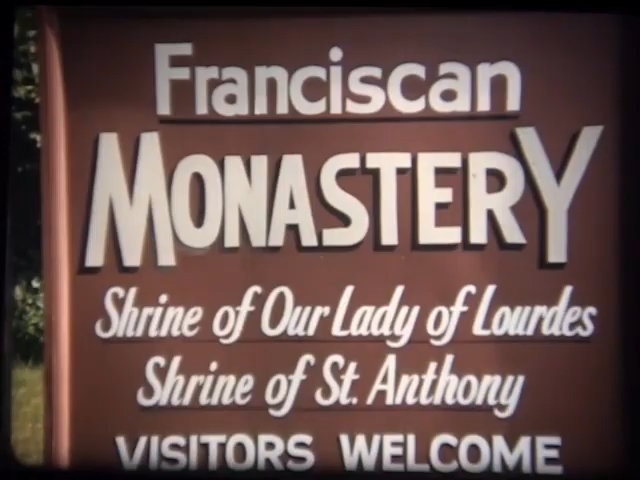 Franciscan
MONASTERY
Shrine of Our Lady of Lourdes
Shrine of St. Anthony
VISITORS WELCOME